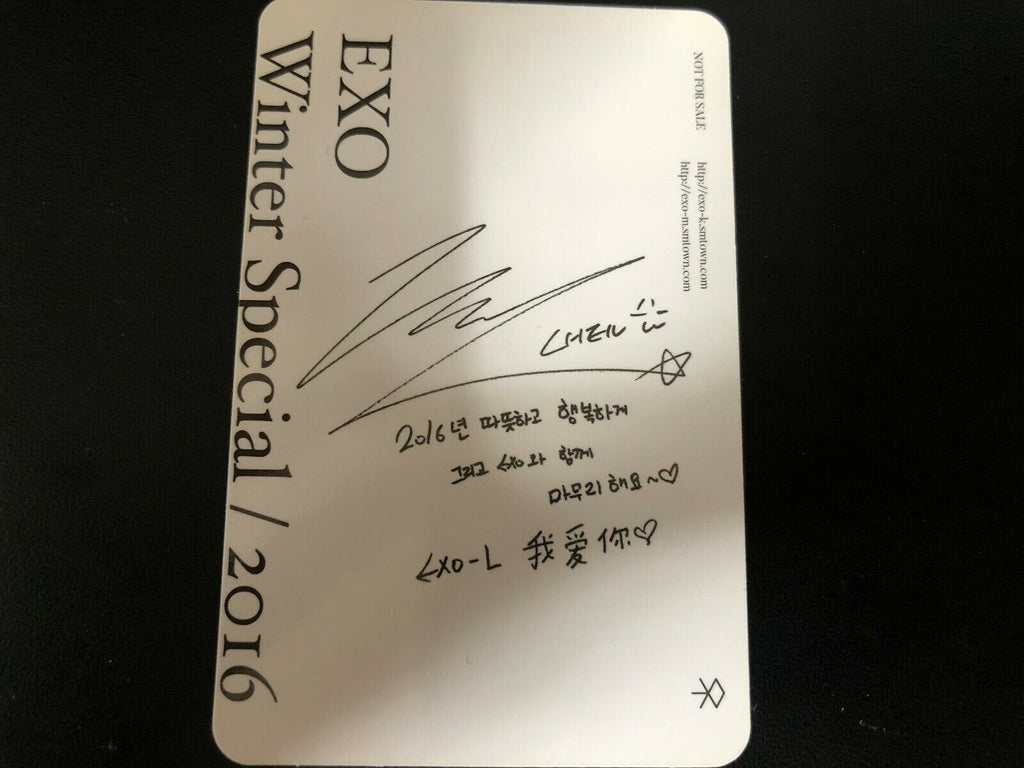 EXO
Winter Special / 2016
NOT FOR SALE
http://exo-k.smtown.com
http://exo-m.smtown.com
2016년 따뜻하고 행복하게
그리고 EXO와 함께
마무리 해요~♡
EXO-L 我爱你♡